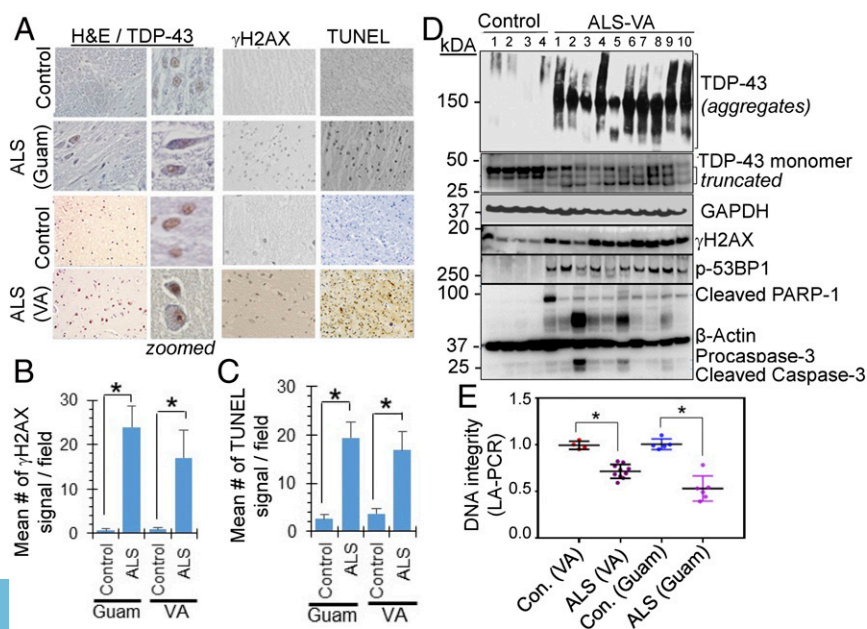 A
H&E / TDP-43
γH2AX
TUNEL
Control
ALS
(Guam)
Control
ALS
(VA)
zoomed
B
Mean # of γH2AX
signal / field
30
20
10
0
*
*
Control
ALS
Control
ALS
Guam
VA
C
Mean # of TUNEL
signal / field
30
20
10
0
*
*
Control
ALS
Control
ALS
Guam
VA
D
Control
ALS-VA
kDA
1 2 3 4 1 2 3 4 5 6 7 8 9 10
150
TDP-43
(aggregates)
50
TDP-43 monomer
25
truncated
37
GAPDH
20
γH2AX
250
p-53BP1
100
Cleaved PARP-1
37
β-Actin
25
Procaspase-3
Cleaved Caspase-3
E
DNA integrity
(LA-PCR)
1.5
1.0
0.5
0.0
*
*
Con. (VA)
ALS (VA)
Con. (Guam)
ALS (Guam)